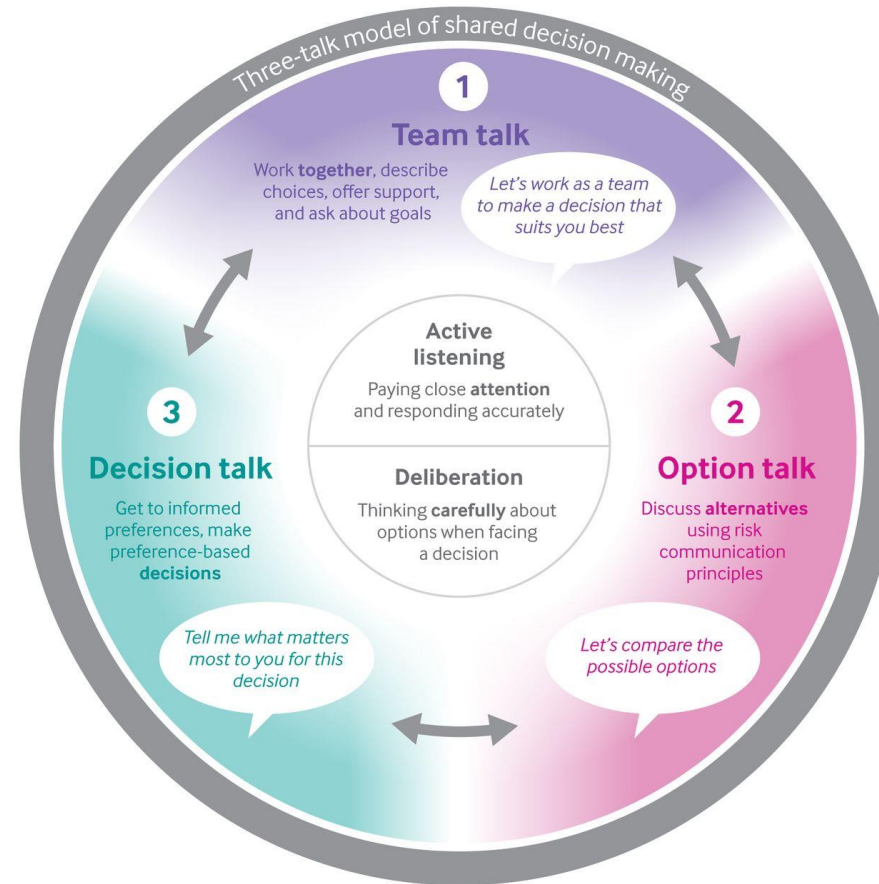 Three-talk model of shared decision making
1
Team talk
Work together, describe
choices, offer support,
and ask about goals
Let's work as a team
to make a decision that
suits you best
Active
listening
Paying close attention
and responding accurately
Deliberation
Thinking carefully about
options when facing
a decision
2
Option talk
Discuss alternatives
using risk
communication
principles
Let's compare the
possible options
3
Decision talk
Get to informed
preferences, make
preference-based
decisions
Tell me what matters
most to you for this
decision